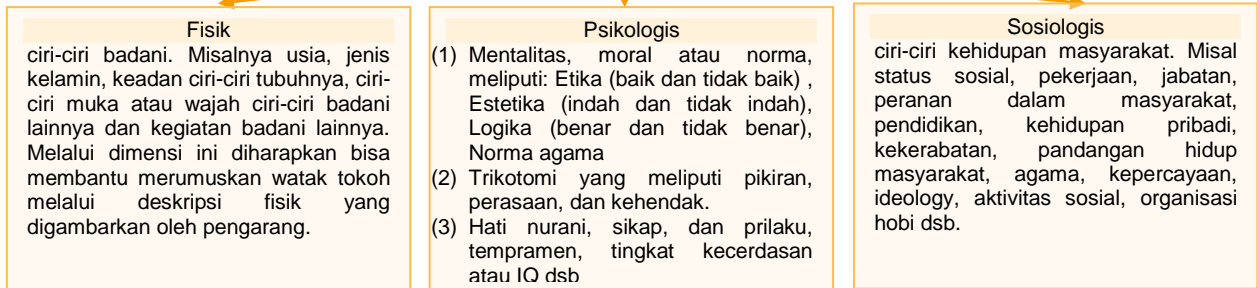 Fisik
ciri-ciri badani. Misalnya usia, jenis
kelamin, keadan ciri-ciri tubuhnya, ciri-
ciri muka atau wajah ciri-ciri badani
lainnya dan kegiatan badani lainnya.
Melalui dimensi ini diharapkan bisa
membantu merumuskan watak tokoh
melalui deskripsi fisik yang
digambarkan oleh pengarang.
Psikologis
(1) Mentalitas, moral atau norma,
meliputi: Etika (baik dan tidak baik) ,
Estetika (indah dan tidak indah),
Logika (benar dan tidak benar),
Norma agama
(2) Trikotomi yang meliputi pikiran,
perasaan, dan kehendak.
(3) Hati nurani, sikap, dan prilaku,
tempramen, tingkat kecerdasan
atau IQ dsb
Sosiologis
ciri-ciri kehidupan masyarakat. Misal
status sosial, pekerjaan, jabatan,
peranan dalam masyarakat,
pendidikan, kehidupan pribadi,
kekerabatan, pandangan hidup
masyarakat, agama, kepercayaan,
ideology, aktivitas sosial, organisasi
hobi dsb.